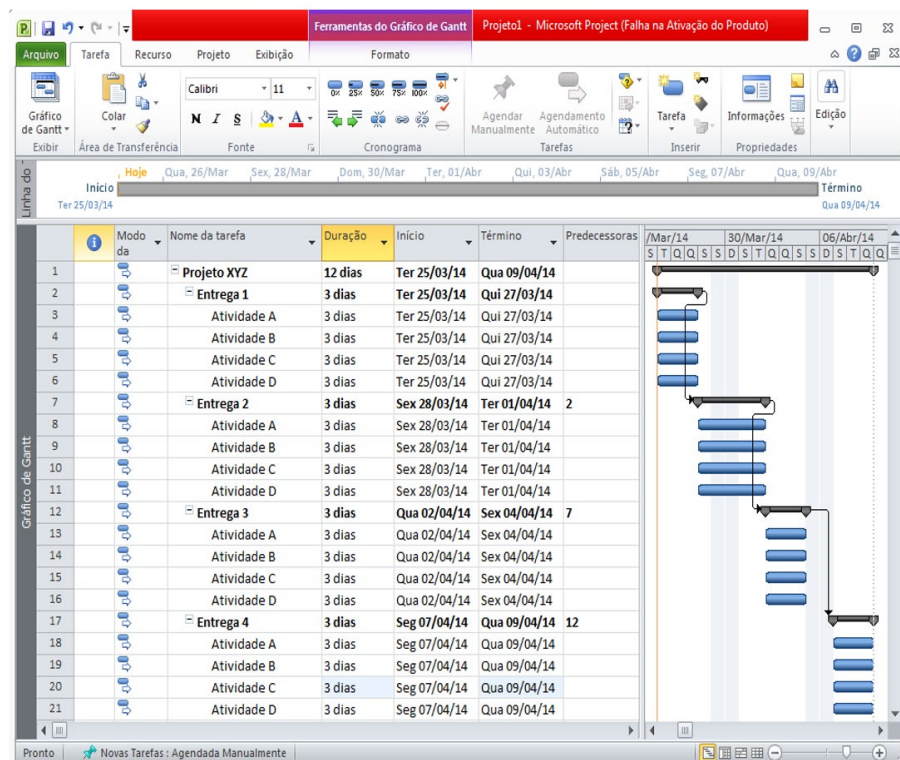 Ferramentas do Gráfico de Gantt
Projeto1 - Microsoft Project (Falha na Ativação do Produto)
Arquivo Tarefa Recurso Projeto Exibição Formato
Calibri 11
0% 25% 50% 75% 100%
N I S A
Gráfico de Gantt
Colar
Agendar Manualmente
Agendamento Automático
Tarefa
Informações
Edição
Exibir Área de Transferência Fonte Cronograma Tarefas Inserir Propriedades
Linha do
Hoje Qua, 26/Mar Sex, 28/Mar Dom, 30/Mar Ter, 01/Abr Qui, 03/Abr Sáb, 05/Abr Seg, 07/Abr Qua, 09/Abr
Início Término
Ter 25/03/14 Qua 09/04/14
Modo da Nome da tarefa Duração Início Término Predecessoras
/Mar/14 30/Mar/14 06/Abr/14
S T Q Q S S D S T Q Q S S D S T Q Q
Gráfico de Gantt
1 Projeto XYZ 12 dias Ter 25/03/14 Qua 09/04/14
2 Entrega 1 3 dias Ter 25/03/14 Qui 27/03/14
3 Atividade A 3 dias Ter 25/03/14 Qui 27/03/14
4 Atividade B 3 dias Ter 25/03/14 Qui 27/03/14
5 Atividade C 3 dias Ter 25/03/14 Qui 27/03/14
6 Atividade D 3 dias Ter 25/03/14 Qui 27/03/14
7 Entrega 2 3 dias Sex 28/03/14 Ter 01/04/14 2
8 Atividade A 3 dias Sex 28/03/14 Ter 01/04/14
9 Atividade B 3 dias Sex 28/03/14 Ter 01/04/14
10 Atividade C 3 dias Sex 28/03/14 Ter 01/04/14
11 Atividade D 3 dias Sex 28/03/14 Ter 01/04/14
12 Entrega 3 3 dias Qua 02/04/14 Sex 04/04/14 7
13 Atividade A 3 dias Qua 02/04/14 Sex 04/04/14
14 Atividade B 3 dias Qua 02/04/14 Sex 04/04/14
15 Atividade C 3 dias Qua 02/04/14 Sex 04/04/14
16 Atividade D 3 dias Qua 02/04/14 Sex 04/04/14
17 Entrega 4 3 dias Seg 07/04/14 Qua 09/04/14 12
18 Atividade A 3 dias Seg 07/04/14 Qua 09/04/14
19 Atividade B 3 dias Seg 07/04/14 Qua 09/04/14
20 Atividade C 3 dias Seg 07/04/14 Qua 09/04/14
21 Atividade D 3 dias Seg 07/04/14 Qua 09/04/14
Pronto Novas Tarefas : Agendada Manualmente